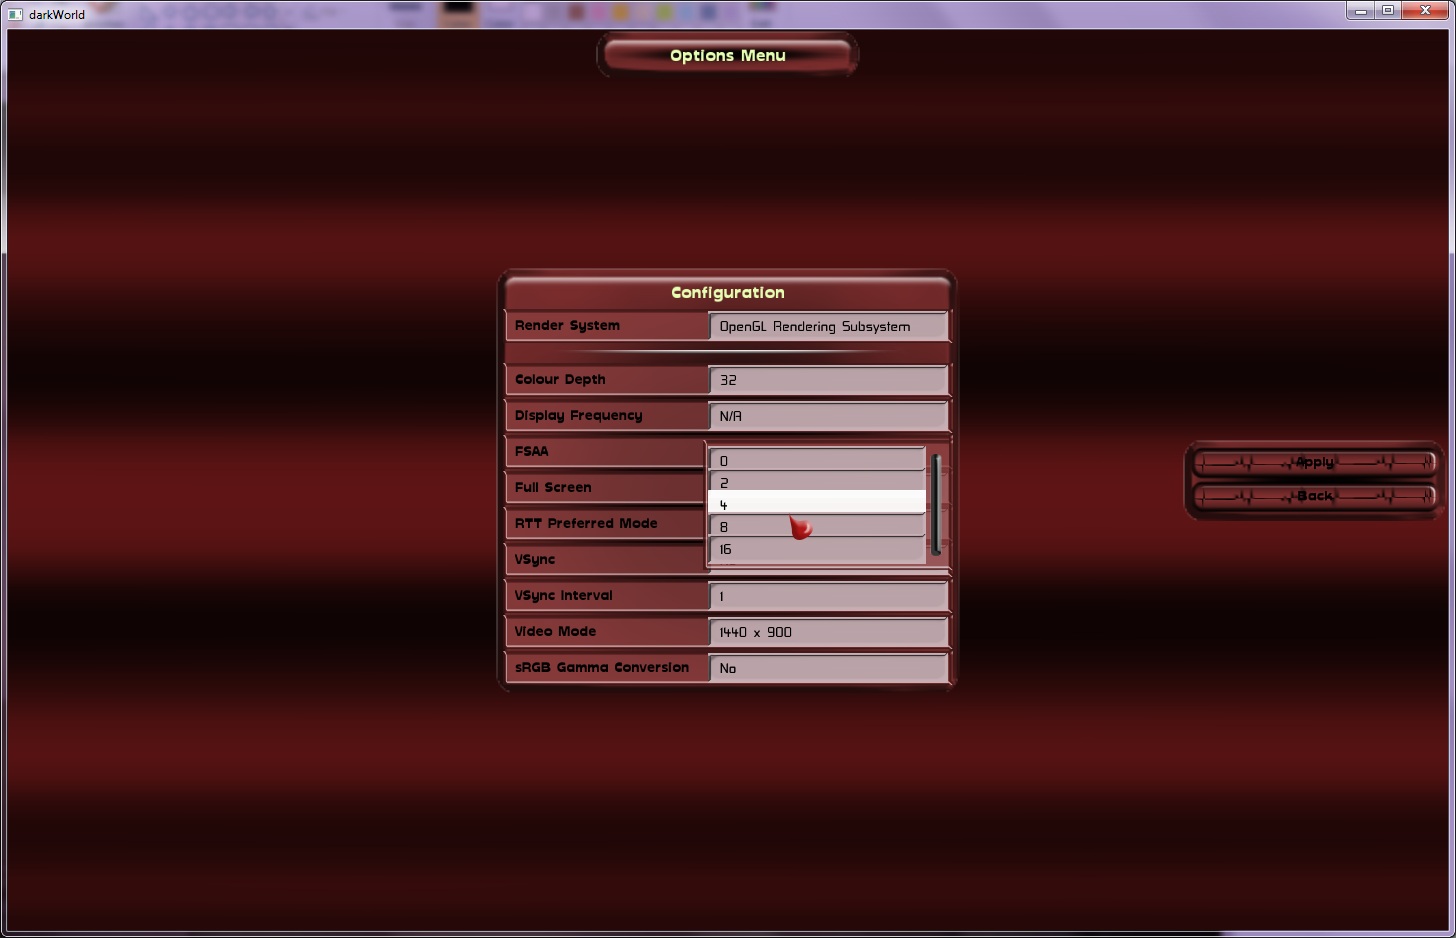 darkWorld
Options Menu
Configuration
Render System OpenGL Rendering Subsystem
Colour Depth 32
Display Frequency N/A
FSAA 0
2
Full Screen
4
RTT Preferred Mode 8
16
VSync
VSync Interval 1
Video Mode 1440 x 900
sRGB Gamma Conversion No
Apply
Back